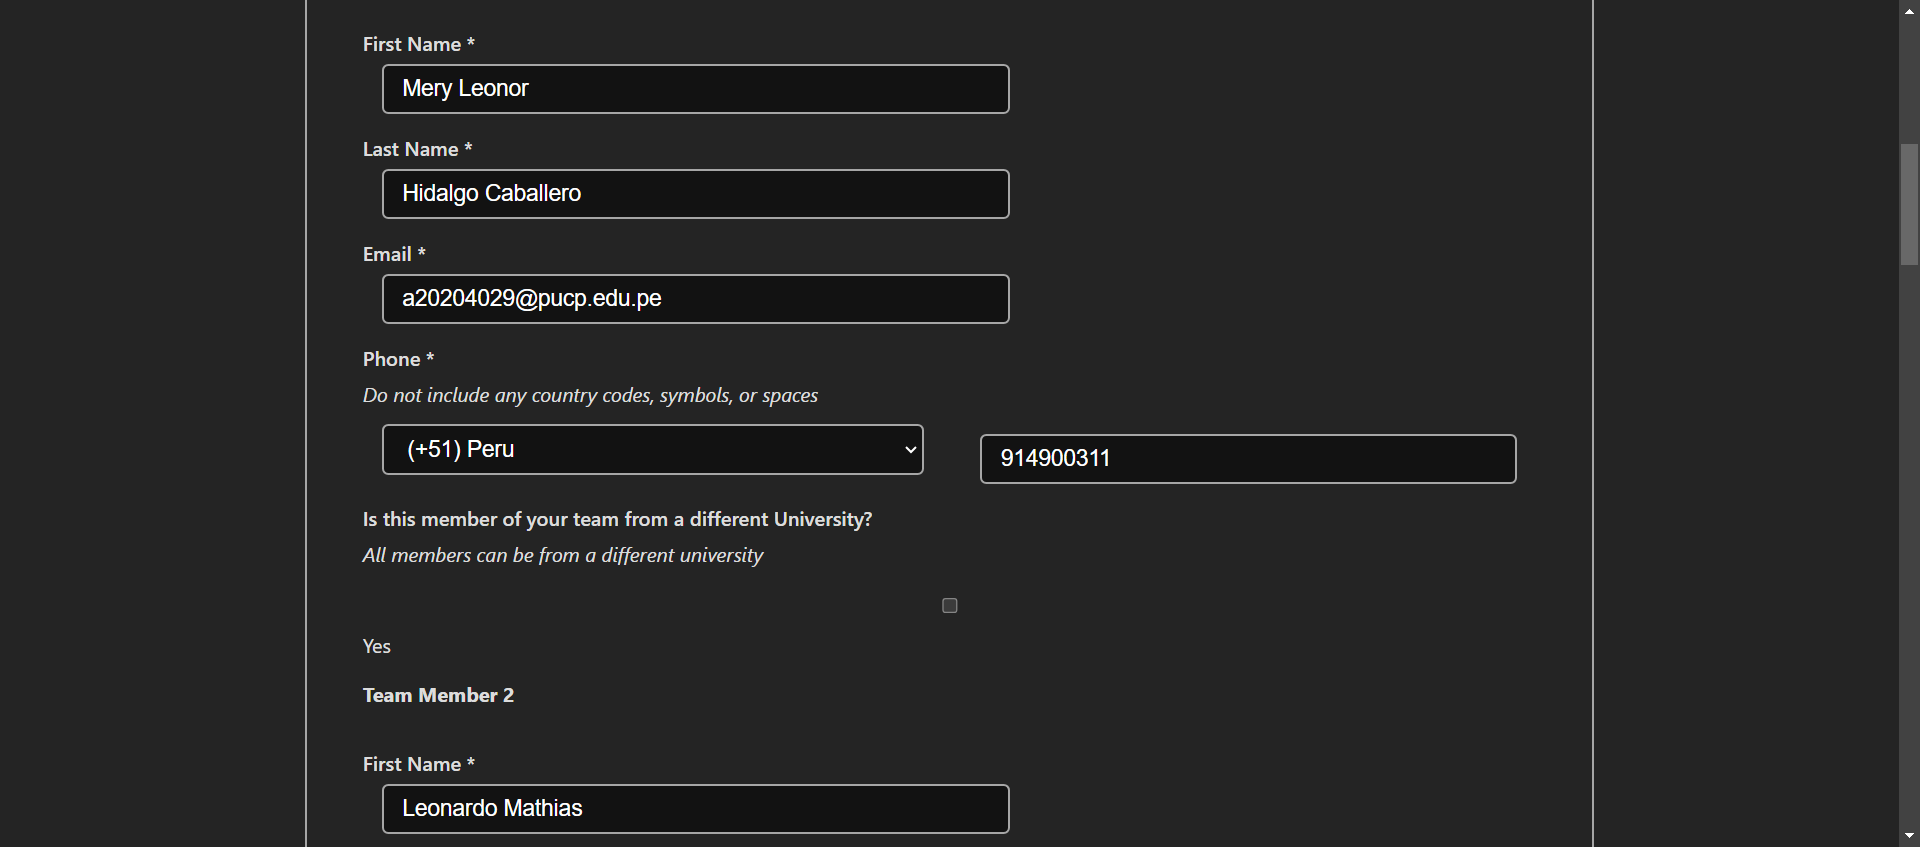 First Name *
Mery Leonor
Last Name *
Hidalgo Caballero
Email *
a20204029@pucp.edu.pe
Phone *
Do not include any country codes, symbols, or spaces
(+51) Peru
914900311
Is this member of your team from a different University?
All members can be from a different university
Yes
Team Member 2
First Name *
Leonardo Mathias